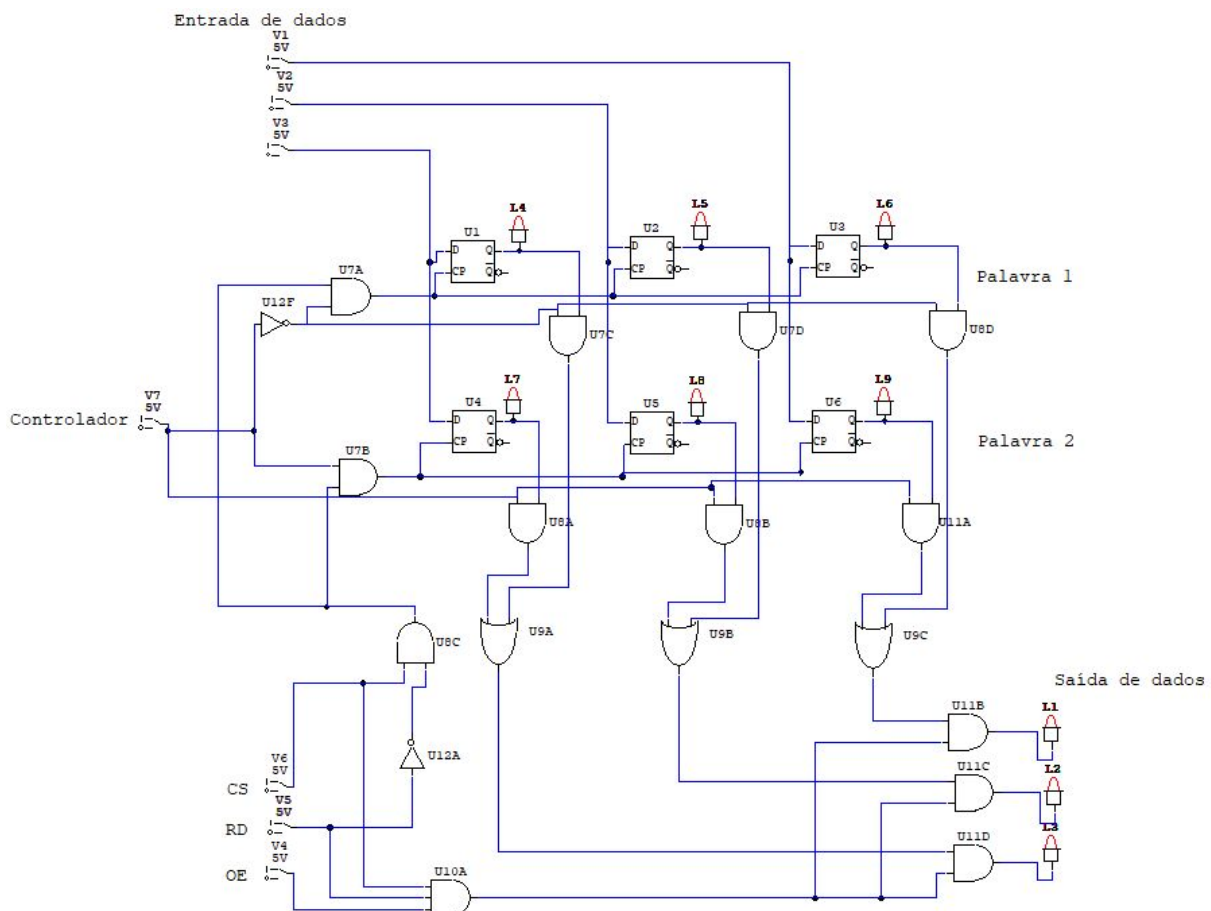 Entrada de dados
V1
5V
V2
5V
V3
5V
L4
L5
L6
U1
U2
U3
D Q
CP Q
D Q
CP Q
D Q
CP Q
Palavra 1
U7A
U12F
U7C
U7D
U8D
L7
L8
L9
V7
5V
Controlador
U4
U5
U6
D Q
CP Q
D Q
CP Q
D Q
CP Q
Palavra 2
U7B
U8A
U8B
U11A
U9A
U9B
U9C
U8C
Saída de dados
U11B
L1
U12A
V6
5V
CS
U11C
L2
V5
5V
RD
U11D
L3
V4
5V
OE
U10A